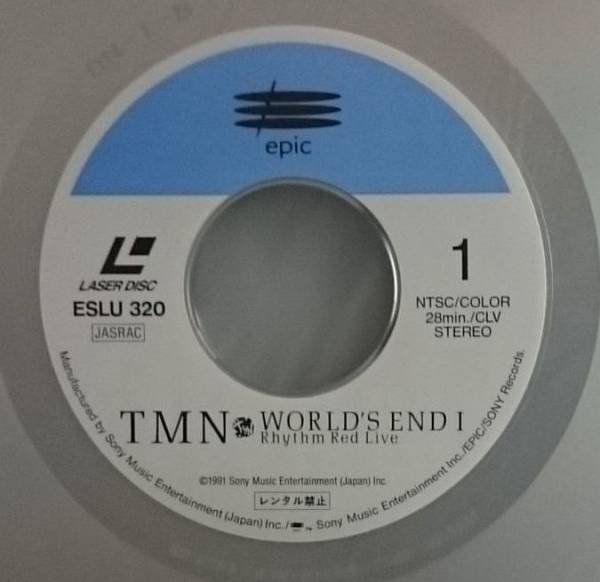 epic
LASER DISC
ESLU 320
JASRAC
1
NTSC/COLOR
28min./CLV
STEREO
TMN WORLD'S END I
Rhythm Red Live
©1991 Sony Music Entertainment (Japan) Inc.
レンタル禁止
Manufactured by Sony Music Entertainment (Japan) Inc./ ™ Sony Music Entertainment Inc./EPIC/SONY Records.